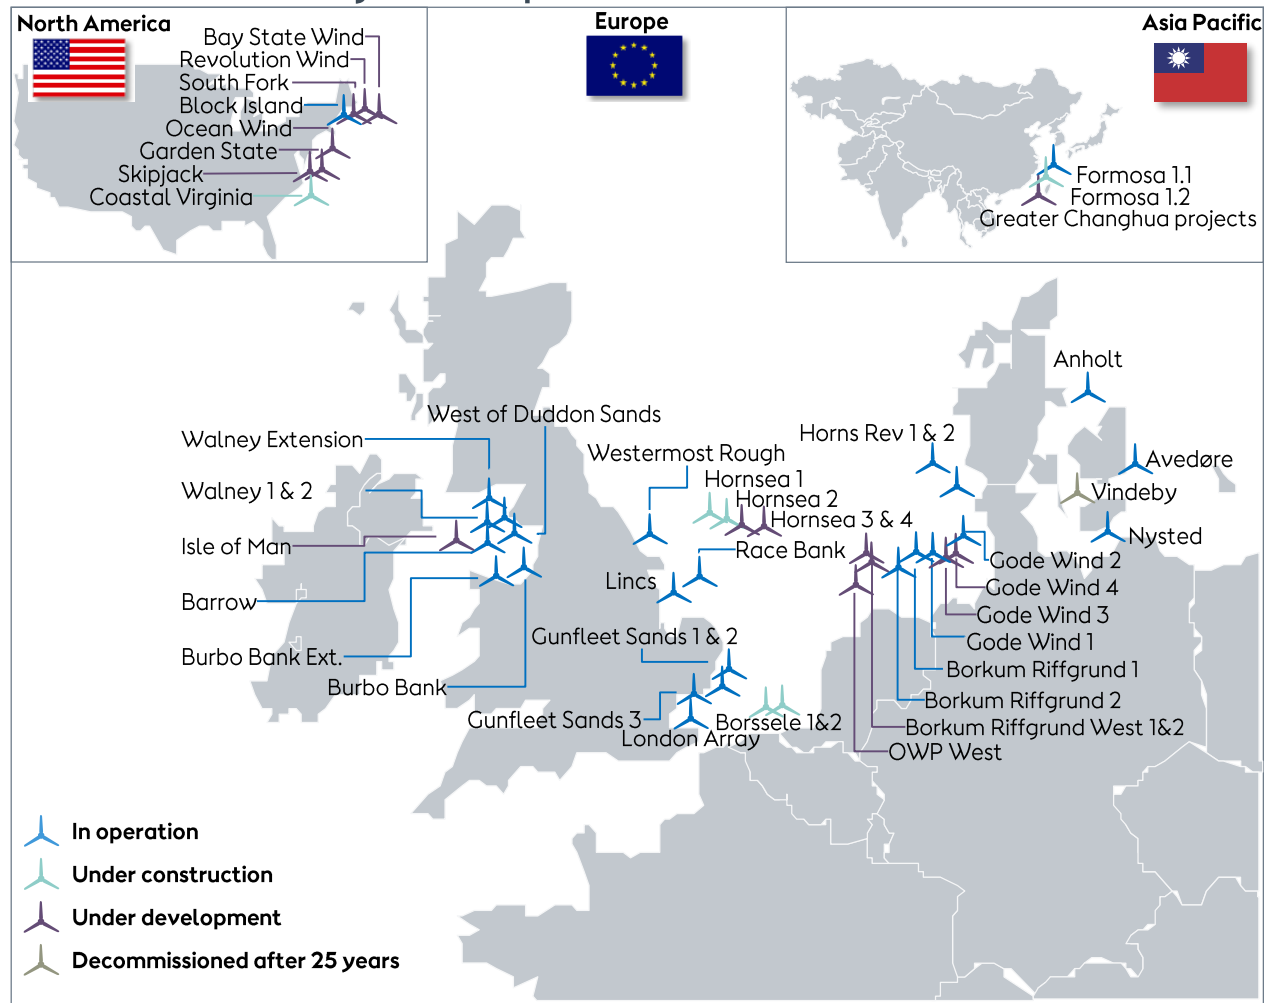 North America
Bay State Wind
Revolution Wind
South Fork
Block Island
Ocean Wind
Garden State
Skipjack
Coastal Virginia
Europe
Asia Pacific
Formosa 1.1
Formosa 1.2
Greater Changhua projects
West of Duddon Sands
Walney Extension
Walney 1 & 2
Isle of Man
Barrow
Burbo Bank Ext.
Burbo Bank
Westermost Rough
Hornsea 1
Hornsea 2
Hornsea 3 & 4
Race Bank
Lincs
Gunfleet Sands 1 & 2
Gunfleet Sands 3
London Array
Borssele 1&2
Anholt
Horns Rev 1 & 2
Avedøre
Vindeby
Nysted
Gode Wind 2
Gode Wind 4
Gode Wind 3
Gode Wind 1
Borkum Riffgrund 1
Borkum Riffgrund 2
Borkum Riffgrund West 1&2
OWP West
In operation
Under construction
Under development
Decommissioned after 25 years